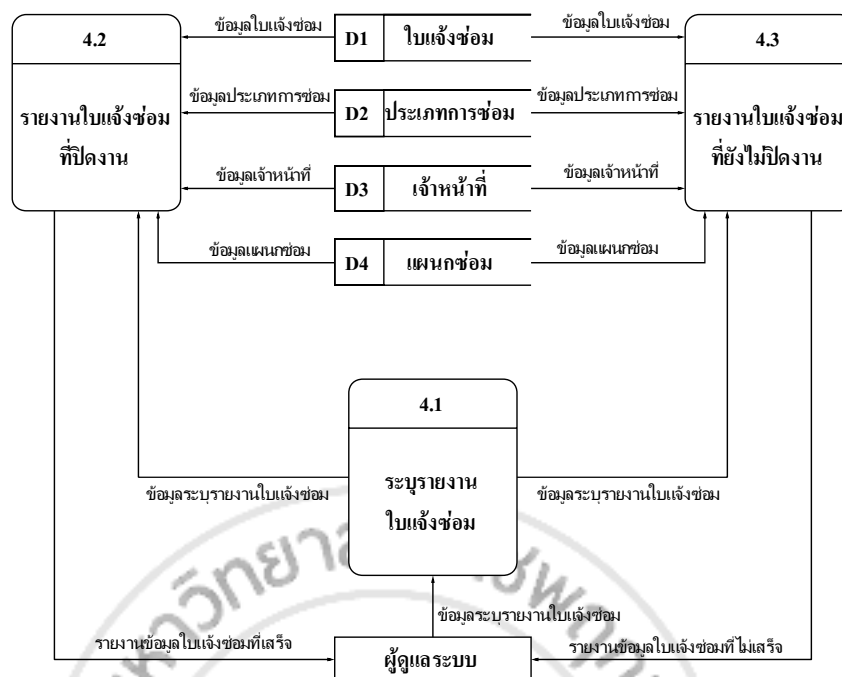 4.2
รายงานใบแจ้งซ่อม
ที่ปิดงาน
ข้อมูลใบแจ้งซ่อม
D1 ใบแจ้งซ่อม
ข้อมูลใบแจ้งซ่อม
4.3
รายงานใบแจ้งซ่อม
ที่ยังไม่ปิดงาน
ข้อมูลประเภทการซ่อม
D2 ประเภทการซ่อม
ข้อมูลประเภทการซ่อม
ข้อมูลเจ้าหน้าที่
D3 เจ้าหน้าที่
ข้อมูลเจ้าหน้าที่
ข้อมูลแผนกซ่อม
D4 แผนกซ่อม
ข้อมูลแผนกซ่อม
4.1
ระบุรายงาน
ใบแจ้งซ่อม
ข้อมูลระบุรายงานใบแจ้งซ่อม
ข้อมูลระบุรายงานใบแจ้งซ่อม
ข้อมูลระบุรายงานใบแจ้งซ่อม
รายงานข้อมูลใบแจ้งซ่อมที่เสร็จ
ผู้ดูแลระบบ
รายงานข้อมูลใบแจ้งซ่อมที่ไม่เสร็จ